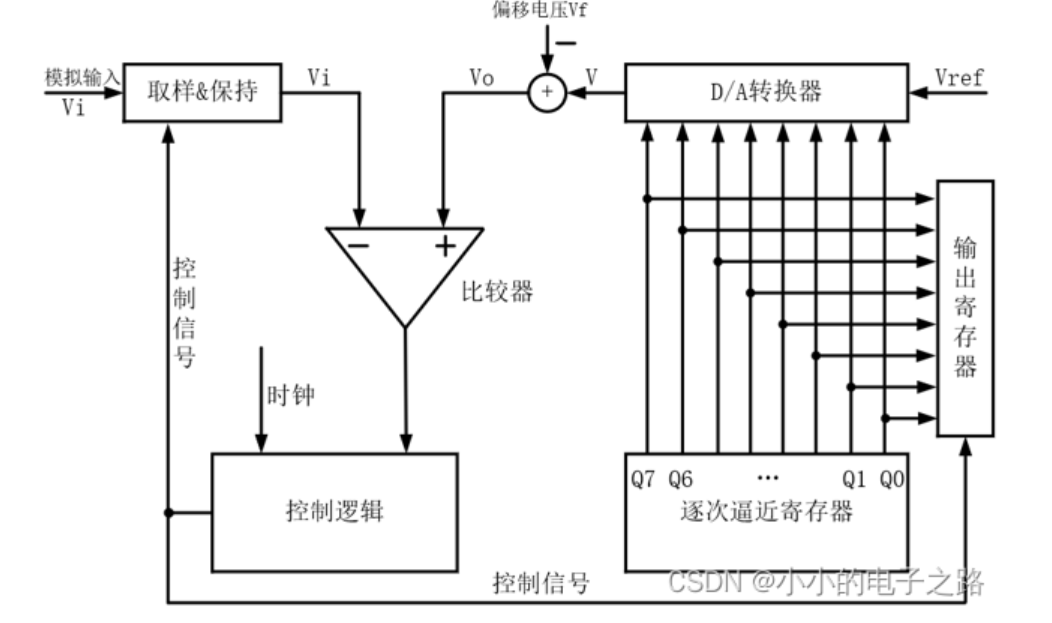 偏移电压Vf
−
模拟输入
Vi
取样&保持
Vi
Vo
+
V
D/A转换器
Vref
−
+
比较器
控制信号
时钟
控制逻辑
输出寄存器
Q7 Q6 ... Q1 Q0
逐次逼近寄存器
控制信号
CSDN @小小的电子之路